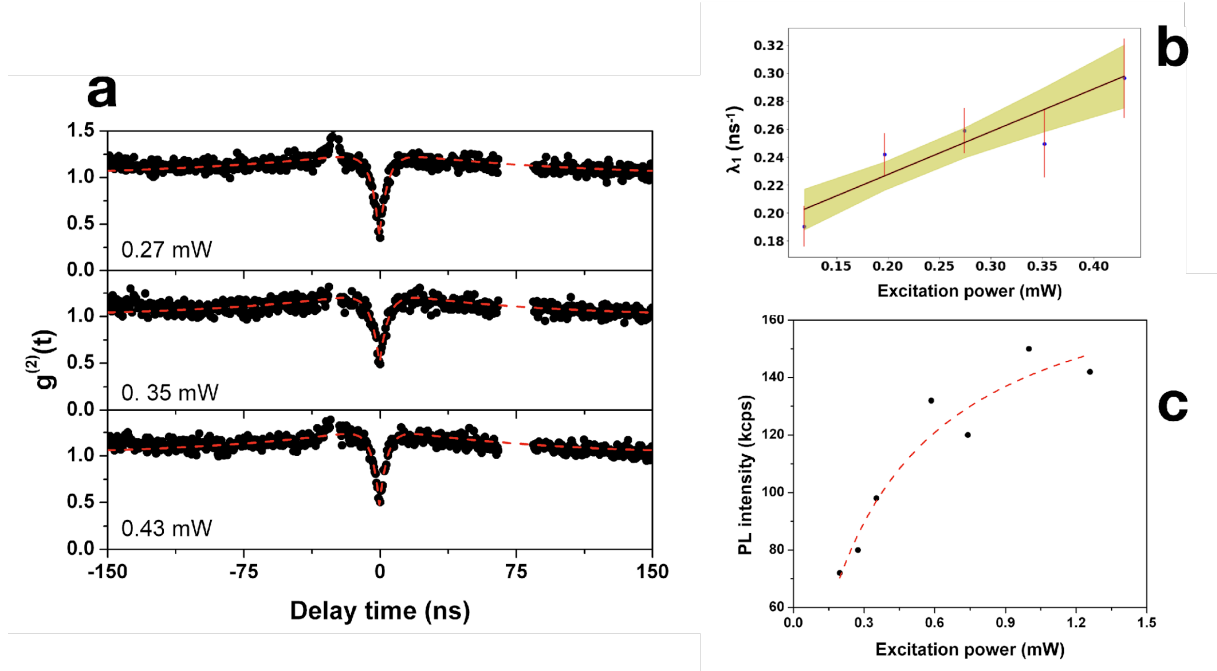 a
1.5
1.0
0.0
0.27 mW
1.0
0.5
0.0
0. 35 mW
1.0
0.5
0.0
0.43 mW
g(2)(t)
-150 -75 0 75 150
Delay time (ns)
b
0.32
0.30
0.28
0.26
0.24
0.22
0.20
0.18
λ1 (ns-1)
0.15 0.20 0.25 0.30 0.35 0.40
Excitation power (mW)
c
160
140
120
100
80
60
PL intensity (kcps)
0.0 0.3 0.6 0.9 1.2 1.5
Excitation power (mW)